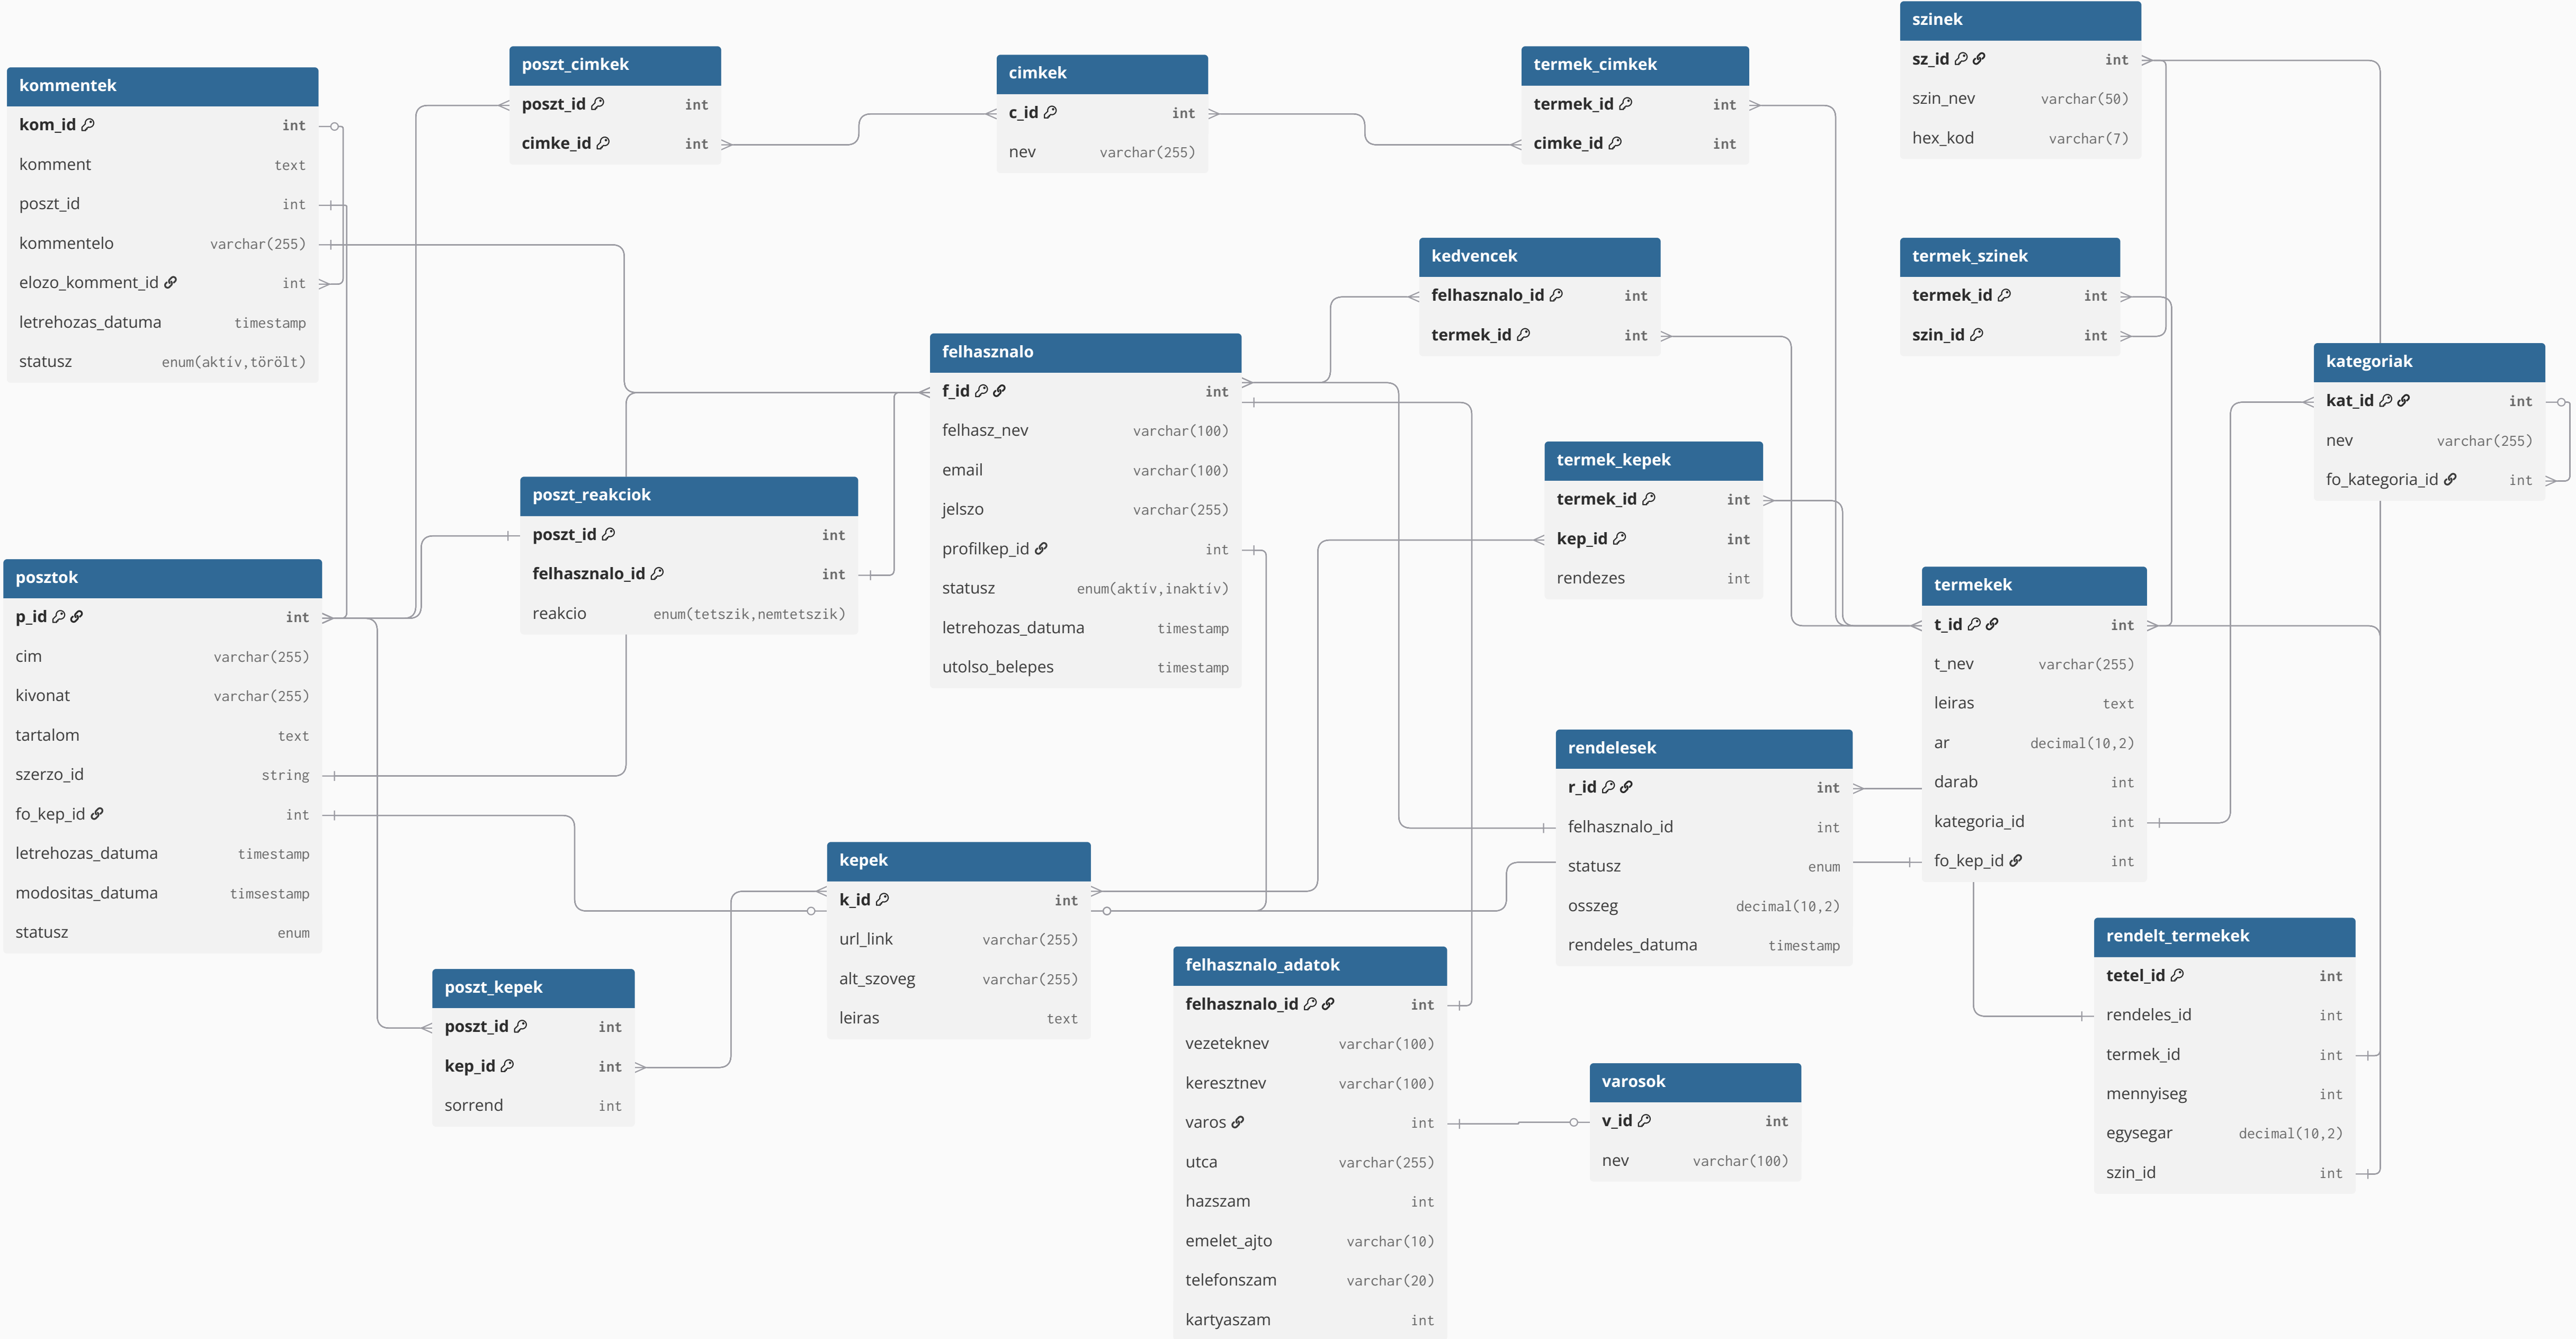 kommentek
kom_id int
komment text
poszt_id int
kommentelo varchar(255)
elozo_komment_id int
letrehozas_datuma timestamp
statusz enum(aktív,törölt)
poszt_cimkek
poszt_id int
cimke_id int
cimkek
c_id int
nev varchar(255)
termek_cimkek
termek_id int
cimke_id int
szinek
sz_id int
szin_nev varchar(50)
hex_kod varchar(7)
kedvencek
felhasznalo_id int
termek_id int
termek_szinek
termek_id int
szin_id int
kategoriak
kat_id int
nev varchar(255)
fo_kategoria_id int
felhasznalo
f_id int
felhasz_nev varchar(100)
email varchar(100)
jelszo varchar(255)
profilkep_id int
statusz enum(aktív,inaktív)
letrehozas_datuma timestamp
utolso_belepes timestamp
poszt_reakciok
poszt_id int
felhasznalo_id int
reakcio enum(tetszik,nemtetszik)
termek_kepek
termek_id int
kep_id int
rendezes int
posztok
p_id int
cim varchar(255)
kivonat varchar(255)
tartalom text
szerzo_id string
fo_kep_id int
letrehozas_datuma timestamp
modositas_datuma timsestamp
statusz enum
termekek
t_id int
t_nev varchar(255)
leiras text
ar decimal(10,2)
darab int
kategoria_id int
fo_kep_id int
rendelesek
r_id int
felhasznalo_id int
statusz enum
osszeg decimal(10,2)
rendeles_datuma timestamp
kepek
k_id int
url_link varchar(255)
alt_szoveg varchar(255)
leiras text
rendelt_termekek
tetel_id int
rendeles_id int
termek_id int
mennyiseg int
egysegar decimal(10,2)
szin_id int
poszt_kepek
poszt_id int
kep_id int
sorrend int
felhasznalo_adatok
felhasznalo_id int
vezeteknev varchar(100)
keresztnev varchar(100)
varos int
utca varchar(255)
hazszam int
emelet_ajto varchar(10)
telefonszam varchar(20)
kartyaszam int
varosok
v_id int
nev varchar(100)